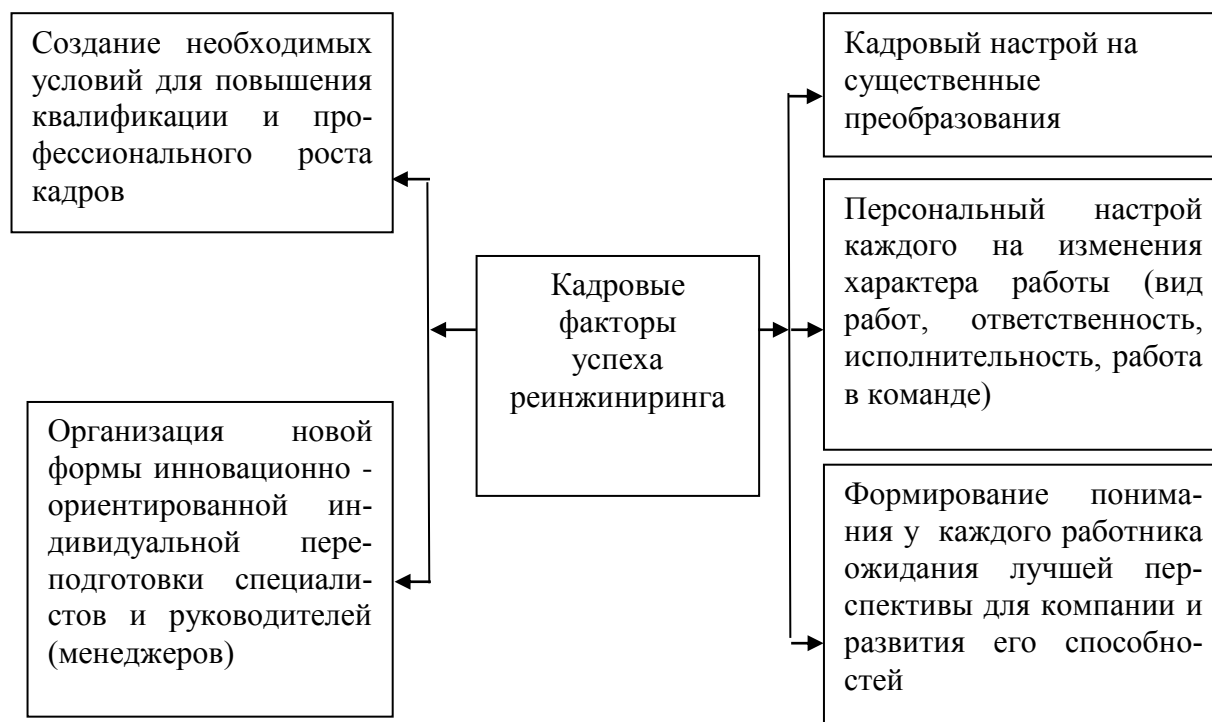 Создание необходимых
условий для повышения
квалификации и про-
фессионального роста
кадров
Организация новой
формы инновационно -
ориентированной ин-
дивидуальной пере-
подготовки специали-
стов и руководителей
(менеджеров)
Кадровые
факторы
успеха
реинжиниринга
Кадровый настрой на
существенные
преобразования
Персональный настрой
каждого на изменения
характера работы (вид
работ, ответственность,
исполнительность, работа
в команде)
Формирование понима-
ния у каждого работника
ожидания лучшей пер-
спективы для компании и
развития его способно-
стей